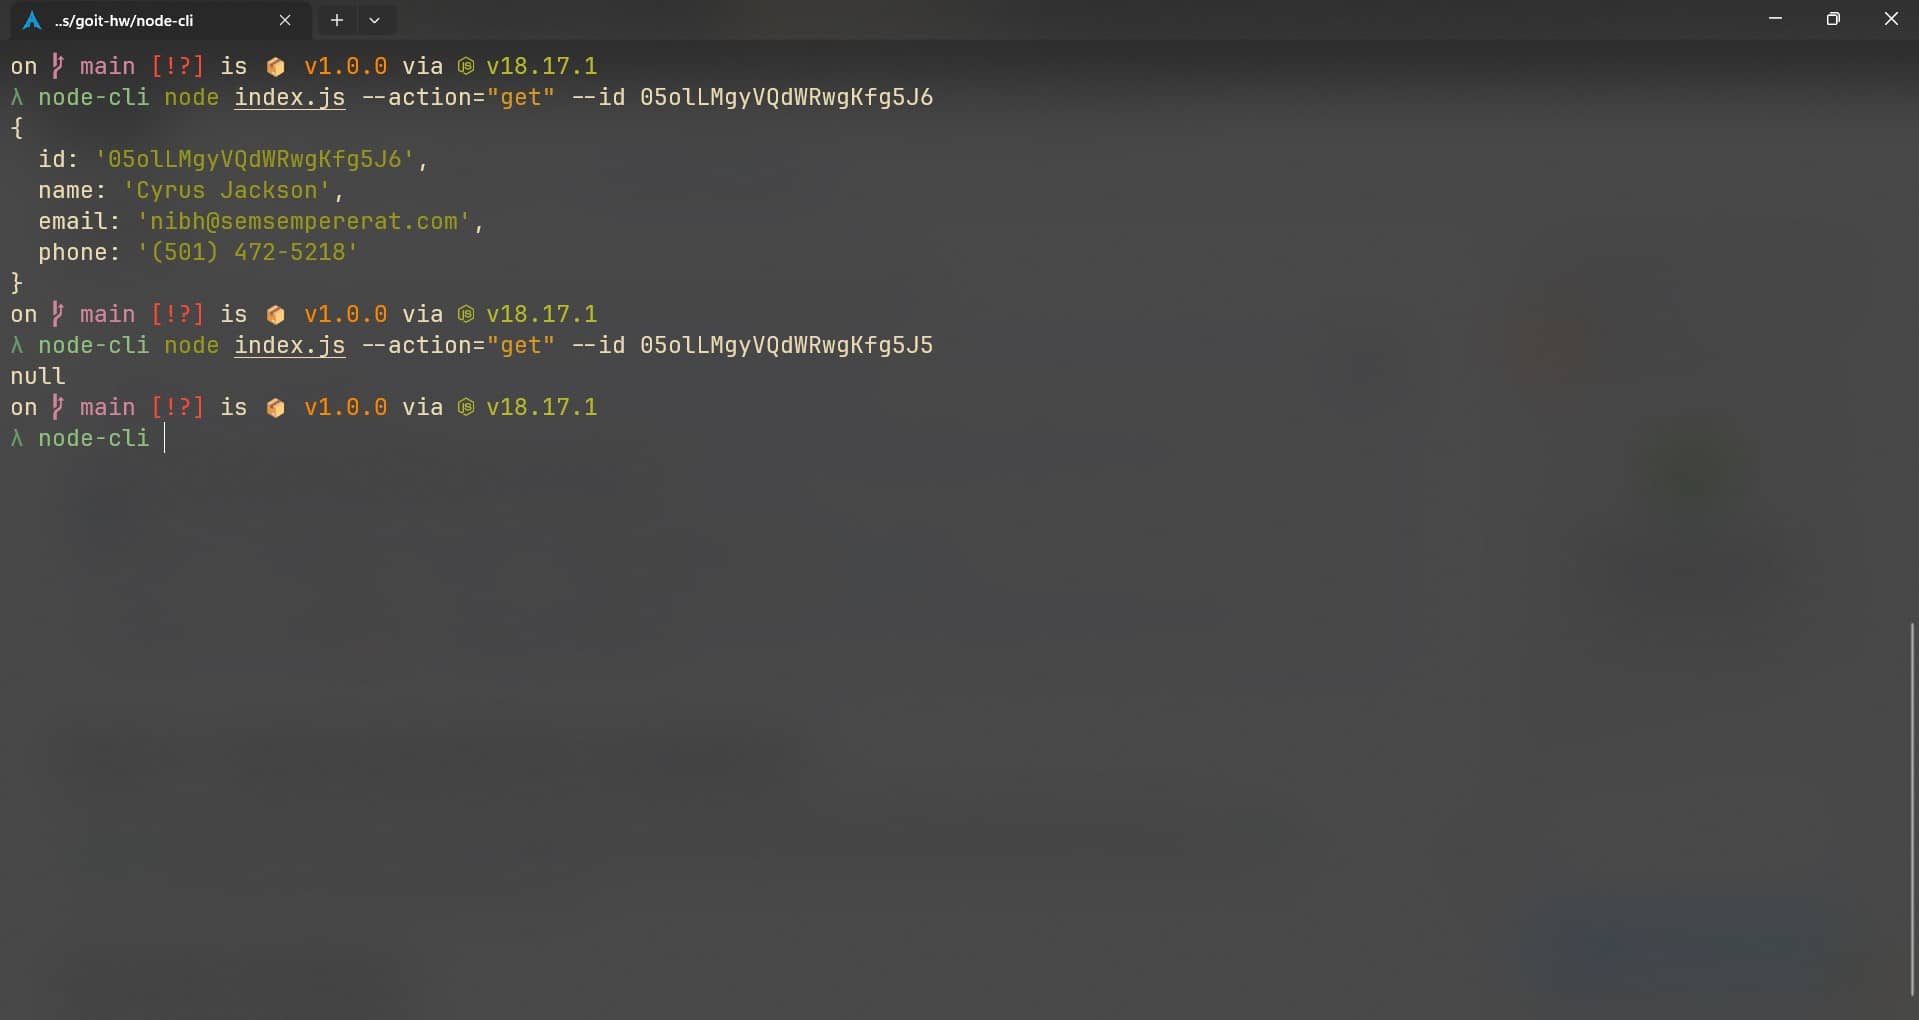 ..s/goit-hw/node-cli
on main [!?] is 📦 v1.0.0 via v18.17.1
λ node-cli node index.js --action="get" --id 05olLMgyVQdWRwgKfg5J6
{
  id: '05olLMgyVQdWRwgKfg5J6',
  name: 'Cyrus Jackson',
  email: 'nibh@semsempererat.com',
  phone: '(501) 472-5218'
}
on main [!?] is 📦 v1.0.0 via v18.17.1
λ node-cli node index.js --action="get" --id 05olLMgyVQdWRwgKfg5J5
null
on main [!?] is 📦 v1.0.0 via v18.17.1
λ node-cli